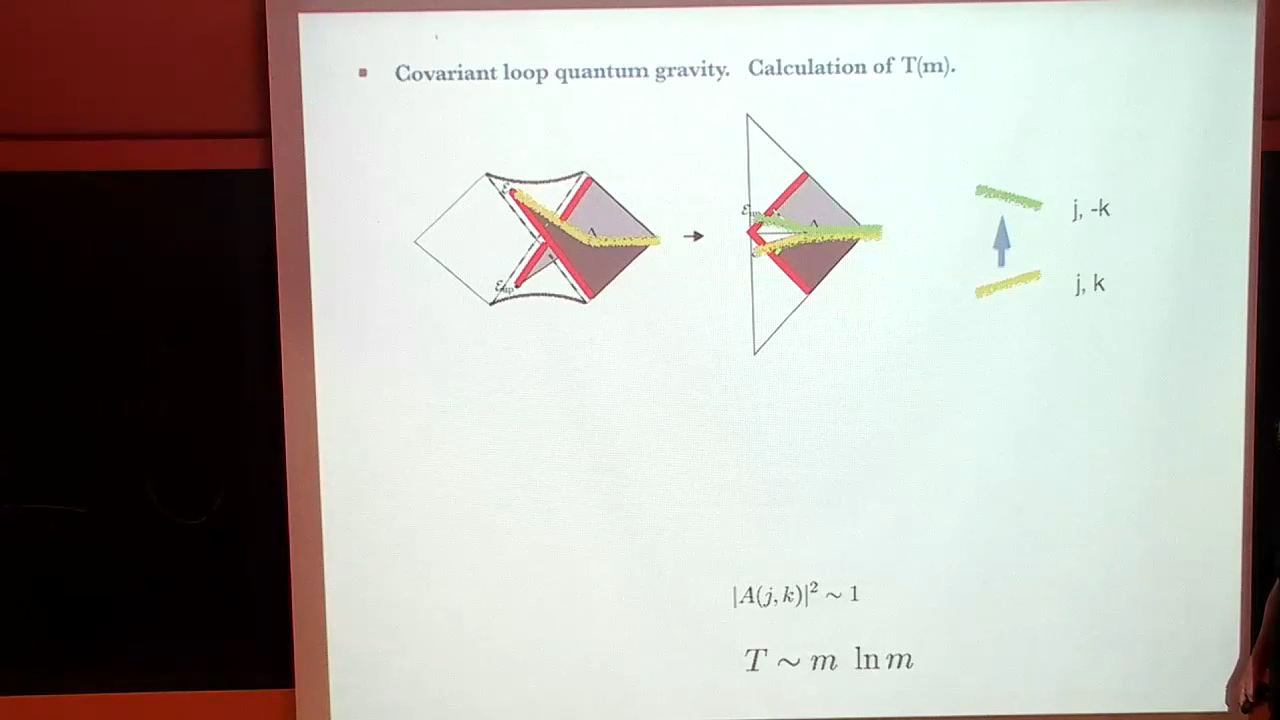 Covariant loop quantum gravity. Calculation of T(m).
j, -k
j, k
|A(j, k)|² ∼ 1
T ∼ m ln m